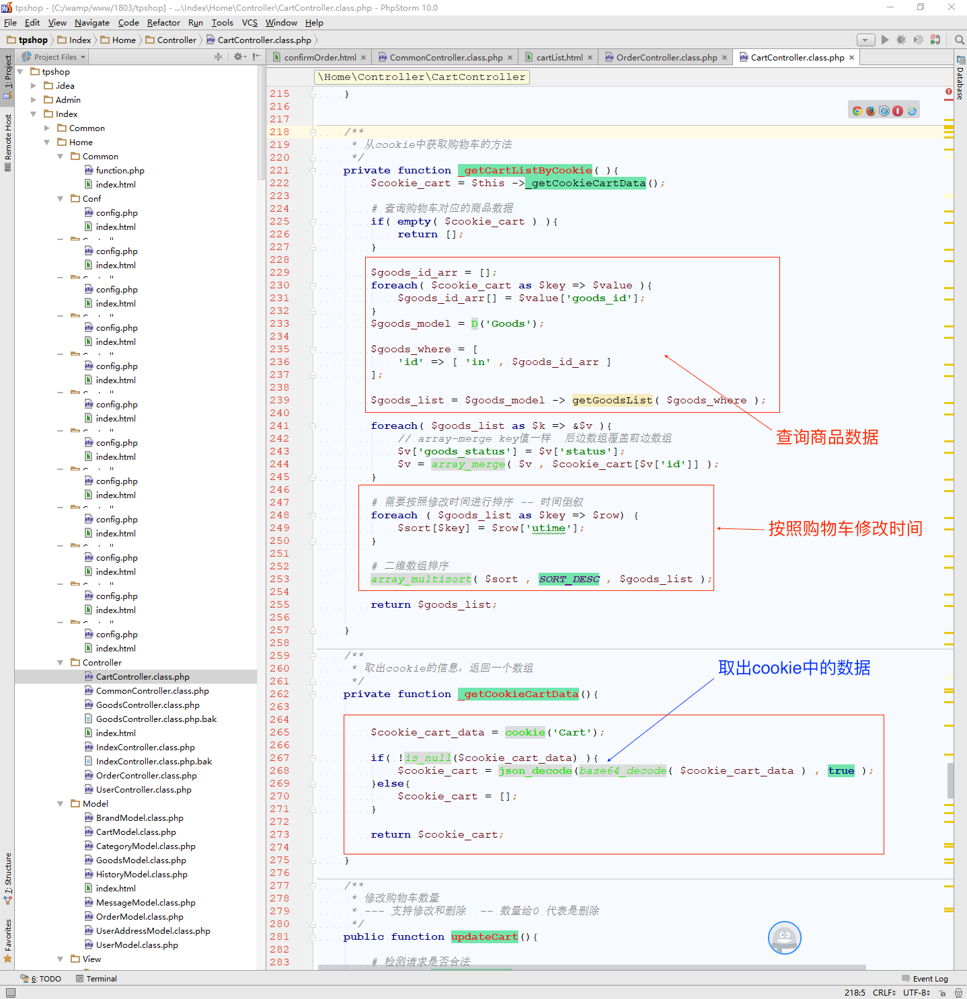 tpshop - [C:/wamp/www/1803/tpshop] - ...\Index\Home\Controller\CartController.class.php - PhpStorm 10.0
File Edit View Navigate Code Refactor Run Tools VCS Window Help
tpshop Index Home Controller CartController.class.php
Project Files
confirmOrder.html CommonController.class.php cartList.html OrderController.class.php CartController.class.php
1: Project
Remote Host
7: Structure
Favorites
Database
tpshop
.idea
Admin
Index
Common
Home
Common
function.php
index.html
Conf
config.php
index.html
config.php
index.html
config.php
index.html
config.php
index.html
config.php
index.html
config.php
index.html
config.php
index.html
config.php
index.html
config.php
index.html
config.php
index.html
config.php
index.html
config.php
index.html
Controller
CartController.class.php
CommonController.class.php
GoodsController.class.php
GoodsController.class.php.bak
index.html
IndexController.class.php
IndexController.class.php.bak
OrderController.class.php
UserController.class.php
Model
BrandModel.class.php
CartModel.class.php
CategoryModel.class.php
GoodsModel.class.php
HistoryModel.class.php
index.html
MessageModel.class.php
OrderModel.class.php
UserAddressModel.class.php
UserModel.class.php
View
\Home\Controller\CartController
215 }
216
217
218 /**
219 * 从cookie中获取购物车的方法
220 */
221 private function _getCartListByCookie( ){
222 $cookie_cart = $this ->_getCookieCartData();
223
224 # 查询购物车对应的商品数据
225 if( empty( $cookie_cart ) ){
226 return [];
227 }
228
229 $goods_id_arr = [];
230 foreach( $cookie_cart as $key => $value ){
231 $goods_id_arr[] = $value['goods_id'];
232 }
233 $goods_model = D('Goods');
234
235 $goods_where = [
236 'id' => [ 'in' , $goods_id_arr ]
237 ];
238
239 $goods_list = $goods_model -> getGoodsList( $goods_where );
240
241 foreach( $goods_list as $k => &$v ){
242 // array-merge key值一样 后边数组覆盖前边数组
243 $v['goods_status'] = $v['status'];
244 $v = array_merge( $v , $cookie_cart[$v['id']] );
245 }
246
247 # 需要按照修改时间进行排序 -- 时间倒叙
248 foreach ( $goods_list as $key => $row) {
249 $sort[$key] = $row['utime'];
250 }
251
252 # 二维数组排序
253 array_multisort( $sort , SORT_DESC , $goods_list );
254
255 return $goods_list;
256
257 }
258
259 /**
260 * 取出cookie的信息，返回一个数组
261 */
262 private function _getCookieCartData(){
263
264
265 $cookie_cart_data = cookie('Cart');
266
267 if( !is_null($cookie_cart_data) ){
268 $cookie_cart = json_decode(base64_decode( $cookie_cart_data ) , true );
269 }else{
270 $cookie_cart = [];
271 }
272
273 return $cookie_cart;
274
275 }
276
277 /**
278 * 修改购物车数量
279 * --- 支持修改和删除 -- 数量给0 代表是删除
280 */
281 public function updateCart(){
282
283 # 检测请求是否合法
查询商品数据
按照购物车修改时间
取出cookie中的数据
6: TODO Terminal Event Log
218:5 CRLF UTF-8